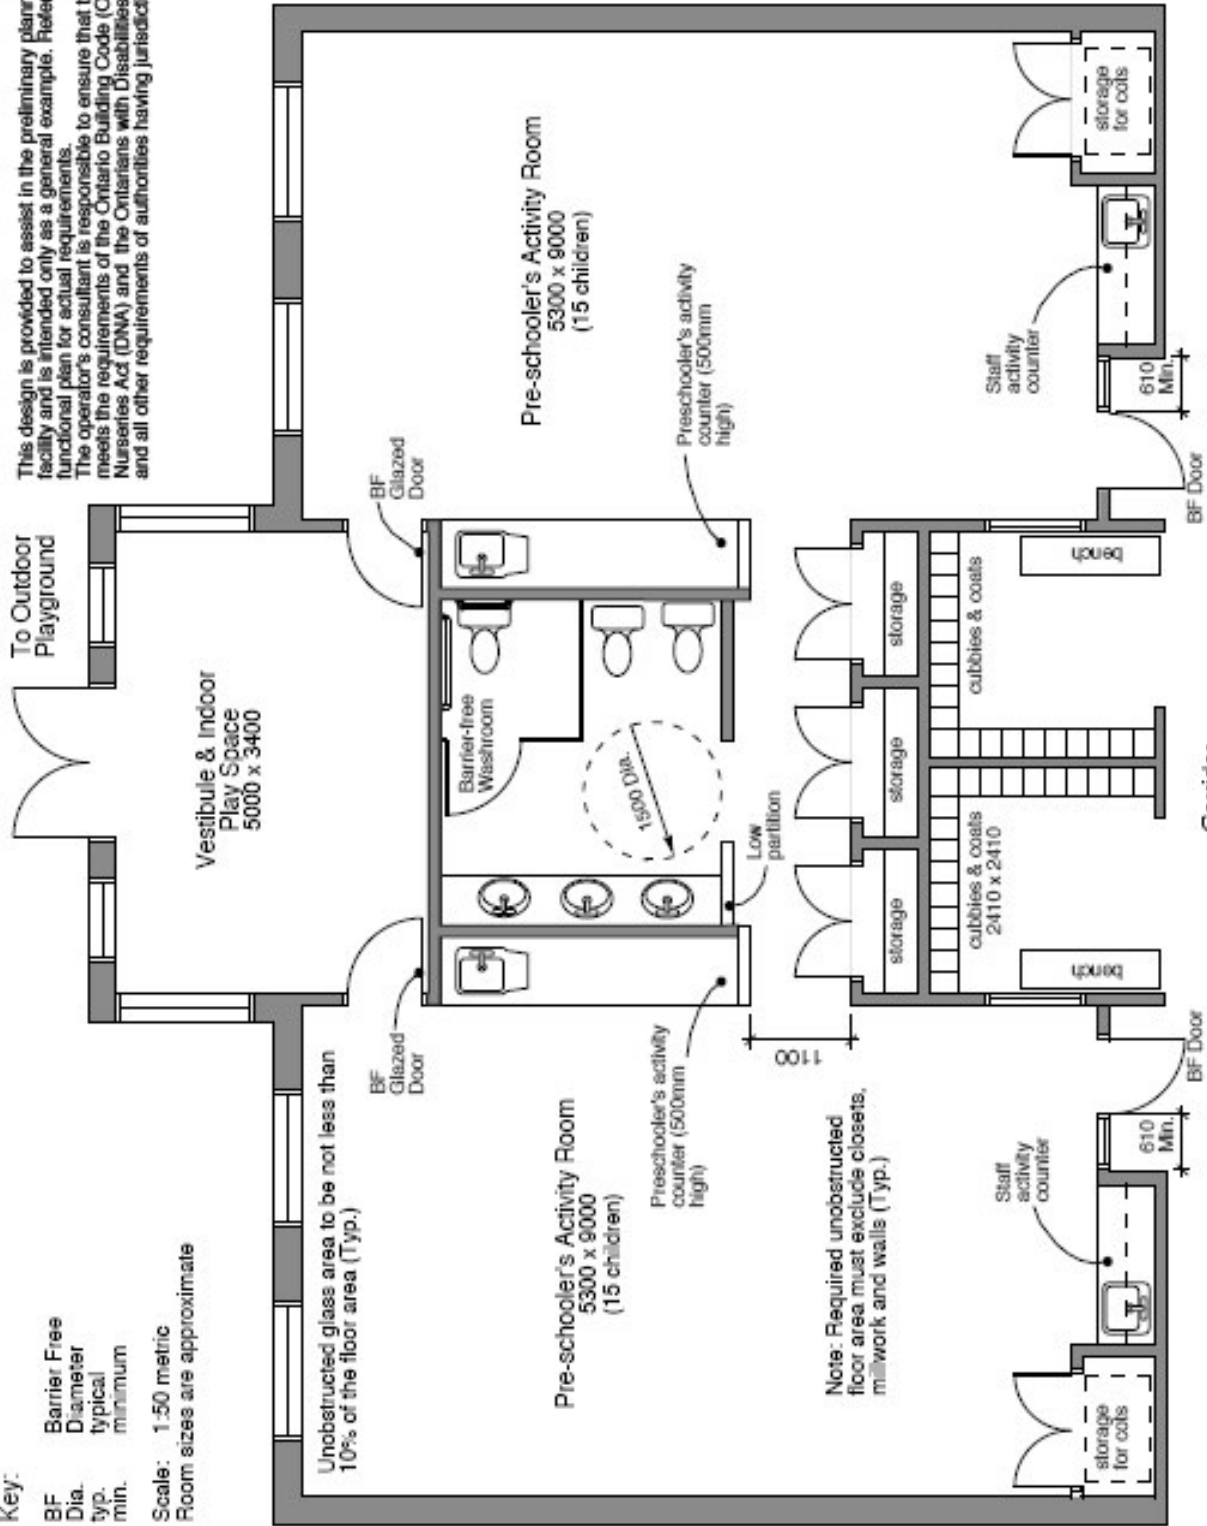 Key:
BF Barrier Free
Dia. Diameter
typ. typical
min. minimum
Scale: 1:50 metric
Room sizes are approximate
To Outdoor
Playground
This design is provided to assist in the preliminary
facility and is intended only as a general example.
functional plan for actual requirements.
The operator's consultant is responsible to ensure that
meets the requirements of the Ontario Building Code
Nurseries Act (DNA) and the Ontarians with Disabilities
and all other requirements of authorities having
Vestibule & Indoor
Play Space
5000 x 3400
Unobstructed glass area to be not less than
10% of the floor area (Typ.)
BF
Glazed
Door
BF
Glazed
Door
Barrier-free
Washroom
1500 Dia.
Pre-schooler's Activity Room
5300 x 9000
(15 children)
Preschooler's activity
counter (500mm
high)
Low
partition
Preschooler's activity
counter (500mm
high)
Pre-schooler's Activity Room
5300 x 9000
(15 children)
1100
Note: Required unobstructed
floor area must exclude closets,
millwork and walls (Typ.)
storage
storage
storage
cubbies & coats
2410 x 2410
cubbies & coats
bench
bench
Staff
activity
counter
Staff
activity
counter
storage
for cots
storage
for cots
610
Min.
610
Min.
BF Door
BF Door
Corridor